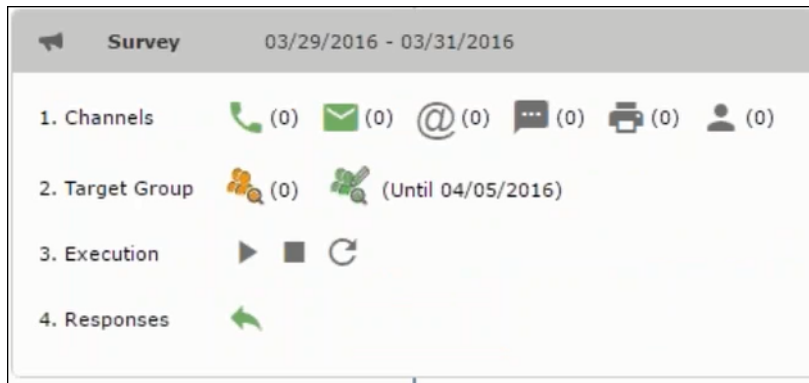 Survey 03/29/2016 - 03/31/2016
1. Channels (0) (0) @ (0) (0) (0) (0)
2. Target Group (0) (Until 04/05/2016)
3. Execution
4. Responses